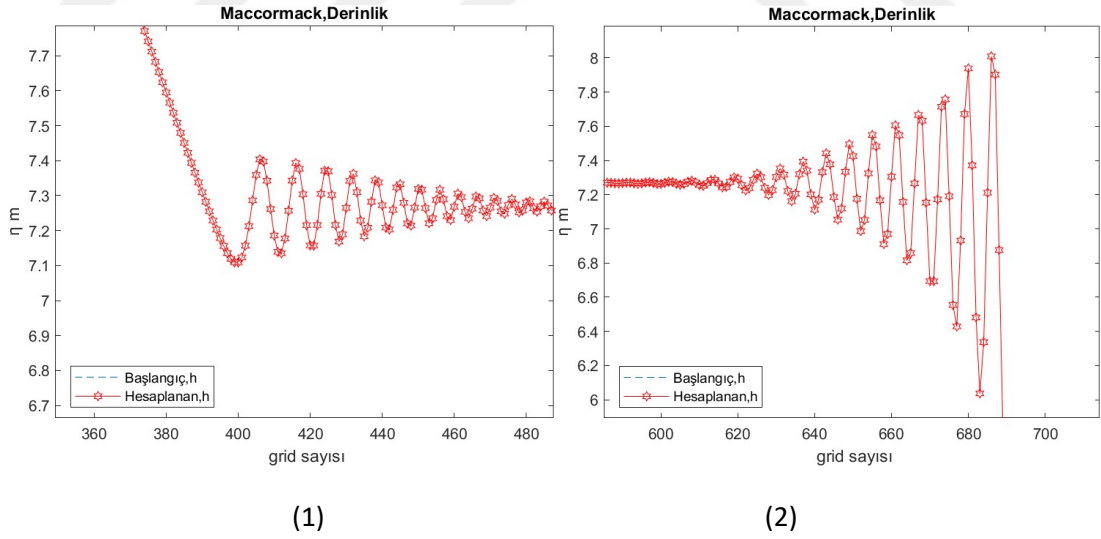 Maccormack,Derinlik
7.7
7.6
7.5
7.4
7.3
7.2
7.1
7
6.9
6.8
6.7
η m
Başlangıç,h
Hesaplanan,h
360 380 400 420 440 460 480
grid sayısı
(1)
Maccormack,Derinlik
8
7.8
7.6
7.4
7.2
7
6.8
6.6
6.4
6.2
6
η m
Başlangıç,h
Hesaplanan,h
600 620 640 660 680 700
grid sayısı
(2)